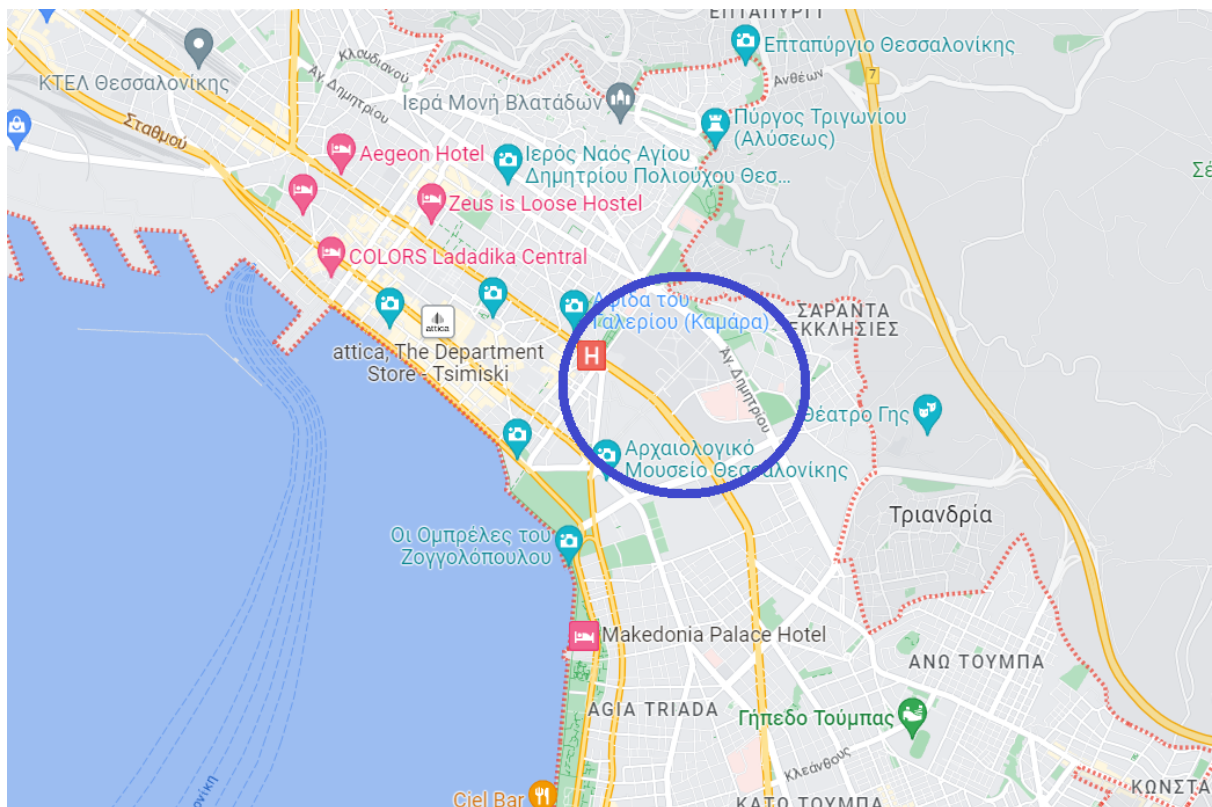 ΕΠΤΑΠΥΡΓΙ
Επταπύργιο Θεσσαλονίκης
Ανθέων
7
Κλαυδιανού
ΚΤΕΛ Θεσσαλονίκης
Αγ. Δημητρίου
Ιερά Μονή Βλατάδων
Πύργος Τριγωνίου
(Αλύσεως)
Σταθμού
Aegeon Hotel
Ιερός Ναός Αγίου
Δημητρίου Πολιούχου Θεσ...
Σέ
Zeus is Loose Hostel
COLORS Ladadika Central
Αψίδα του
Γαλερίου (Καμάρα)
ΣΑΡΑΝΤΑ
ΕΚΚΛΗΣΙΕΣ
attica
attica, The Department
Store - Tsimiski
H
Αγ. Δημητρίου
Θέατρο Γης
Αρχαιολογικό
Μουσείο Θεσσαλονίκης
Τριανδρία
Οι Ομπρέλες του
Ζογγολόπουλου
Makedonia Palace Hotel
ΑΝΩ ΤΟΥΜΠΑ
AGIA TRIADA
Γήπεδο Τούμπας
Κλεάνθους
ΚΩΝΣΤΑ
Ciel Bar
ΚΑΤΩ ΤΟΥΜΠΑ
νίκη